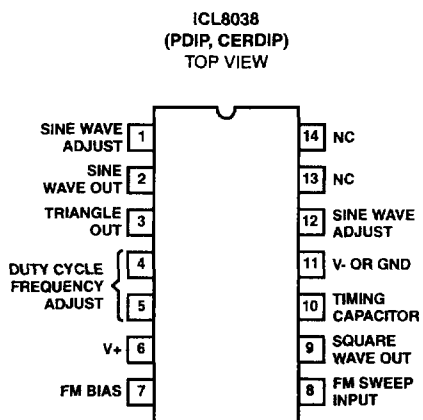 ICL8038
(PDIP, CERDIP)
TOP VIEW
SINE WAVE
ADJUST
1
SINE
WAVE OUT
2
TRIANGLE
OUT
3
DUTY CYCLE
FREQUENCY
ADJUST
4
5
V+
6
FM BIAS
7
14
NC
13
NC
12
SINE WAVE
ADJUST
11
V- OR GND
10
TIMING
CAPACITOR
9
SQUARE
WAVE OUT
8
FM SWEEP
INPUT